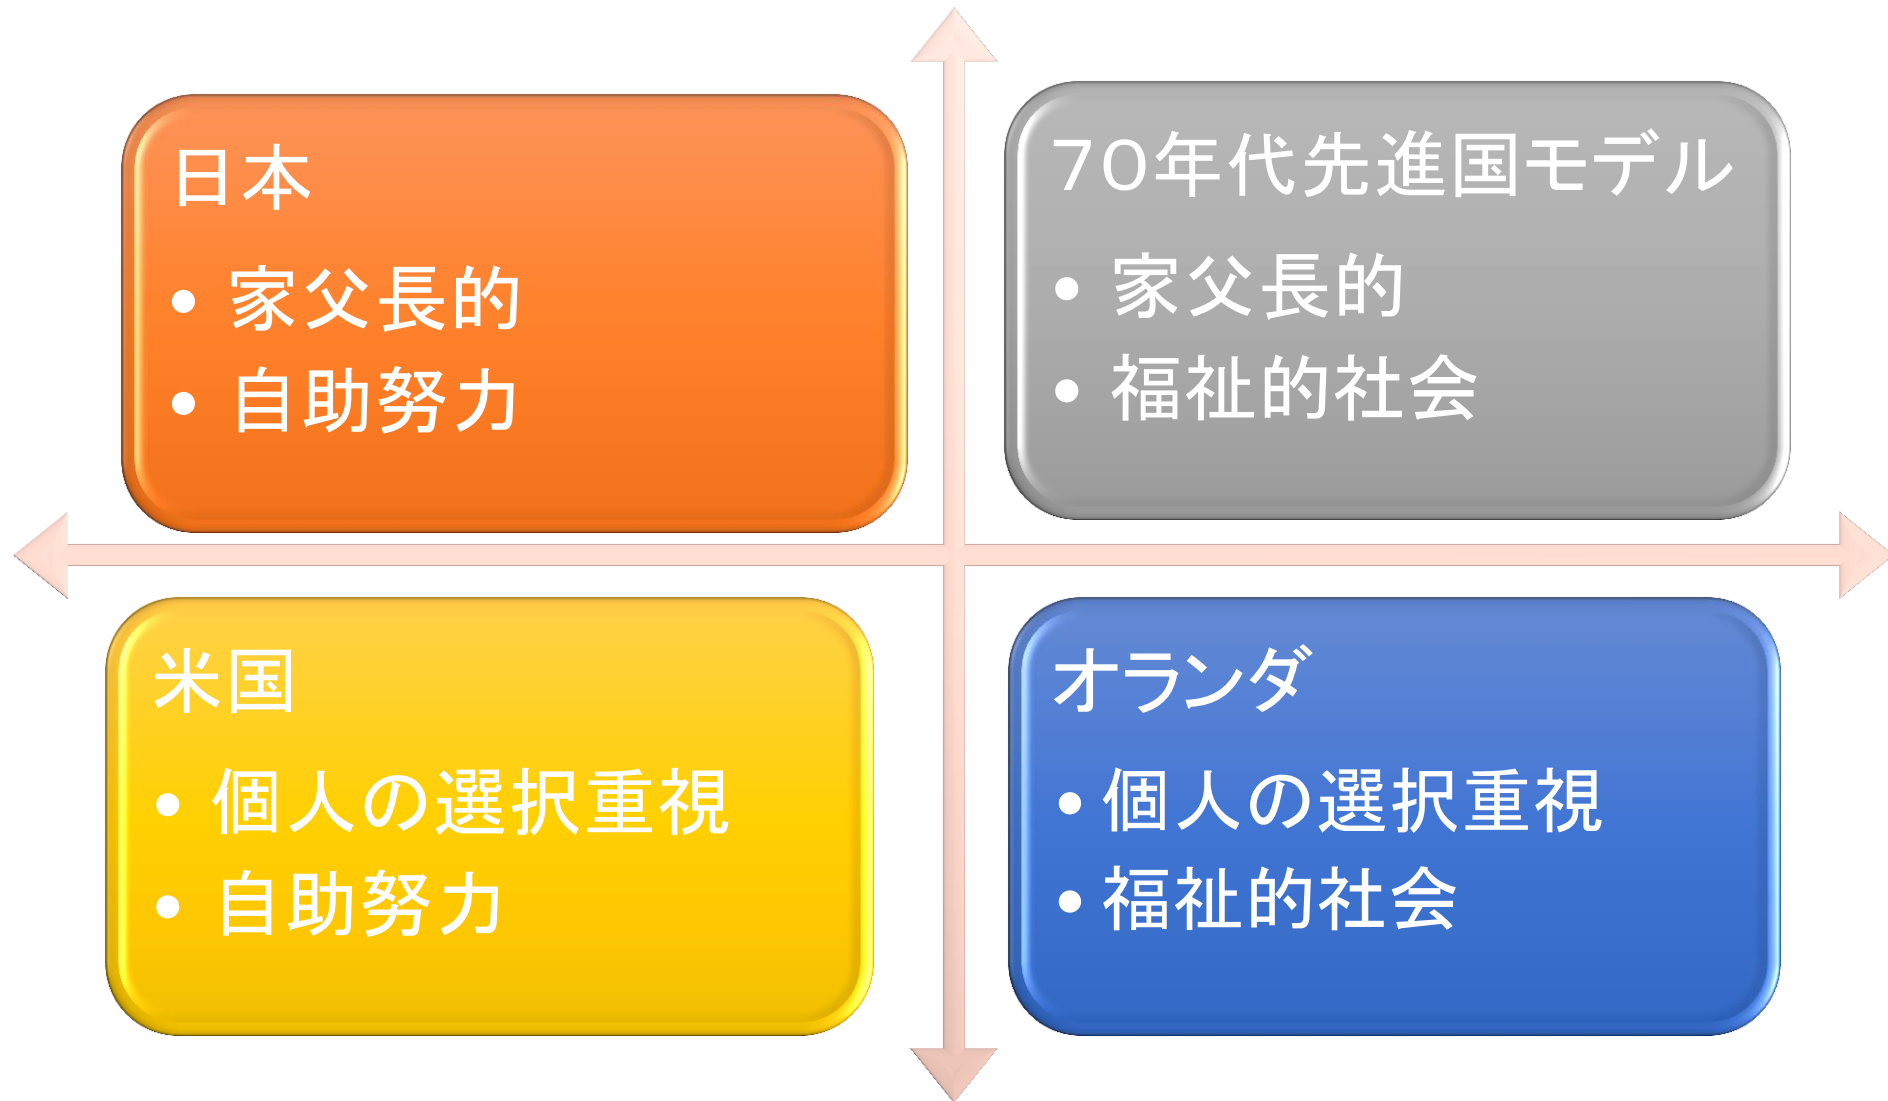 日本
• 家父長的
• 自助努力
70年代先進国モデル
• 家父長的
• 福祉的社会
米国
• 個人の選択重視
• 自助努力
オランダ
• 個人の選択重視
• 福祉的社会